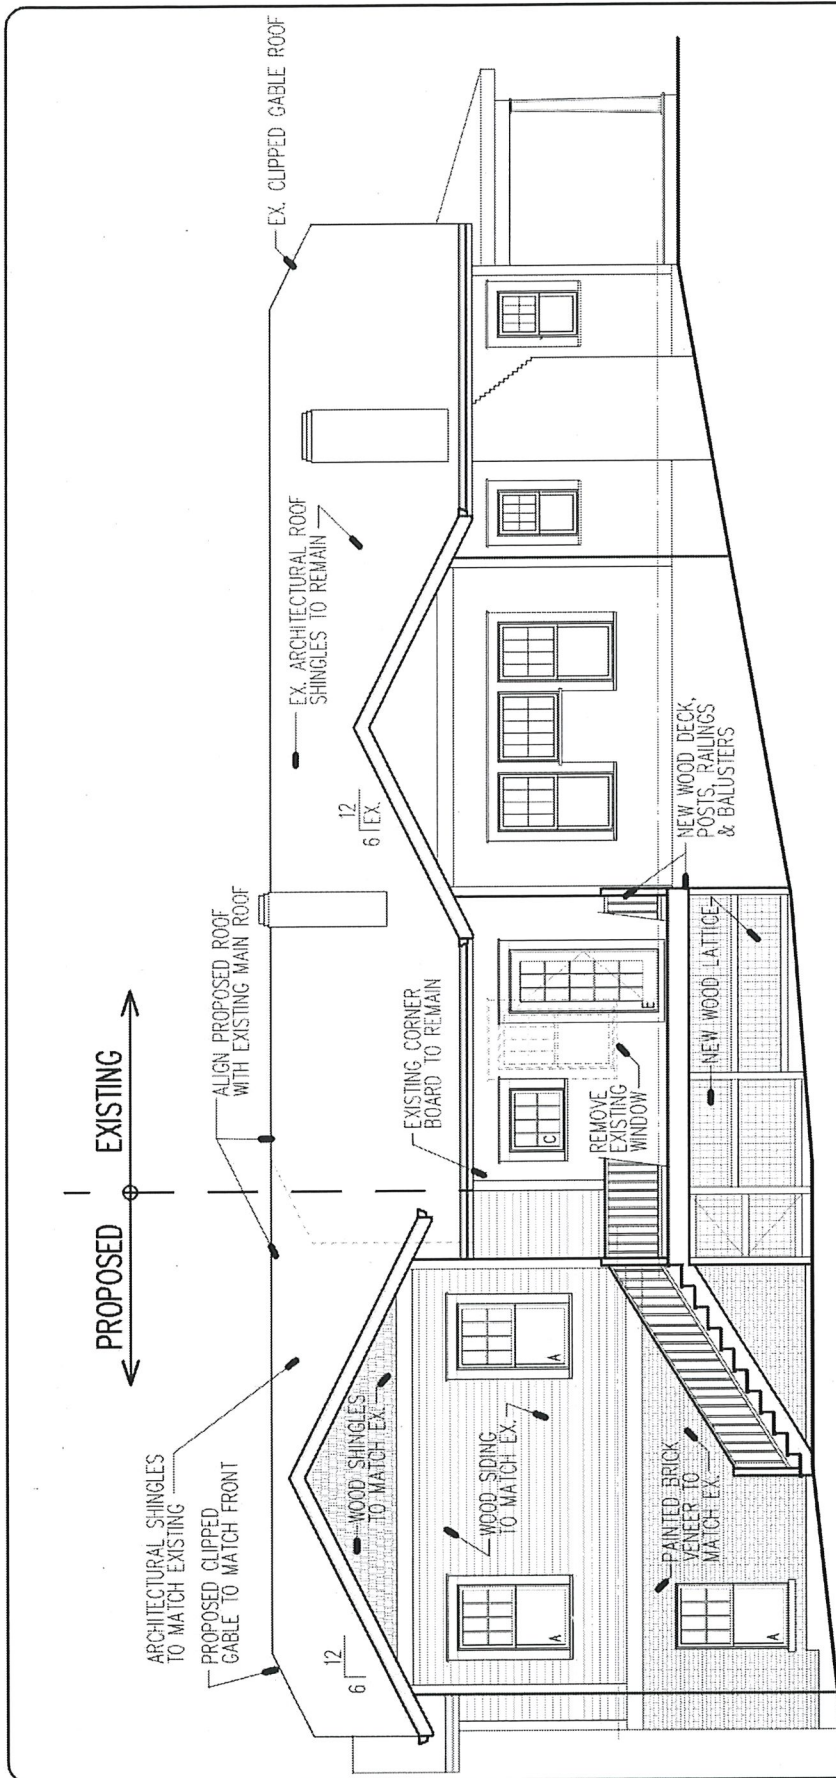 PROPOSED
EXISTING
ARCHITECTURAL SHINGLES
TO MATCH EXISTING
PROPOSED CLIPPED
GABLE TO MATCH FRONT
ALIGN PROPOSED ROOF
WITH EXISTING MAIN ROOF
EX. CLIPPED GABLE ROOF
EX. ARCHITECTURAL ROOF
SHINGLES TO REMAIN
12
6
12
6 EX.
WOOD SHINGLES
TO MATCH EX.
WOOD SIDING
TO MATCH EX.
EXISTING CORNER
BOARD TO REMAIN
REMOVE
EXISTING
WINDOW
A
A
A
C
E
PAINTED BRICK
VENEER TO
MATCH EX.
NEW WOOD LATTICE
NEW WOOD DECK,
POSTS, RAILINGS,
& BALUSTERS